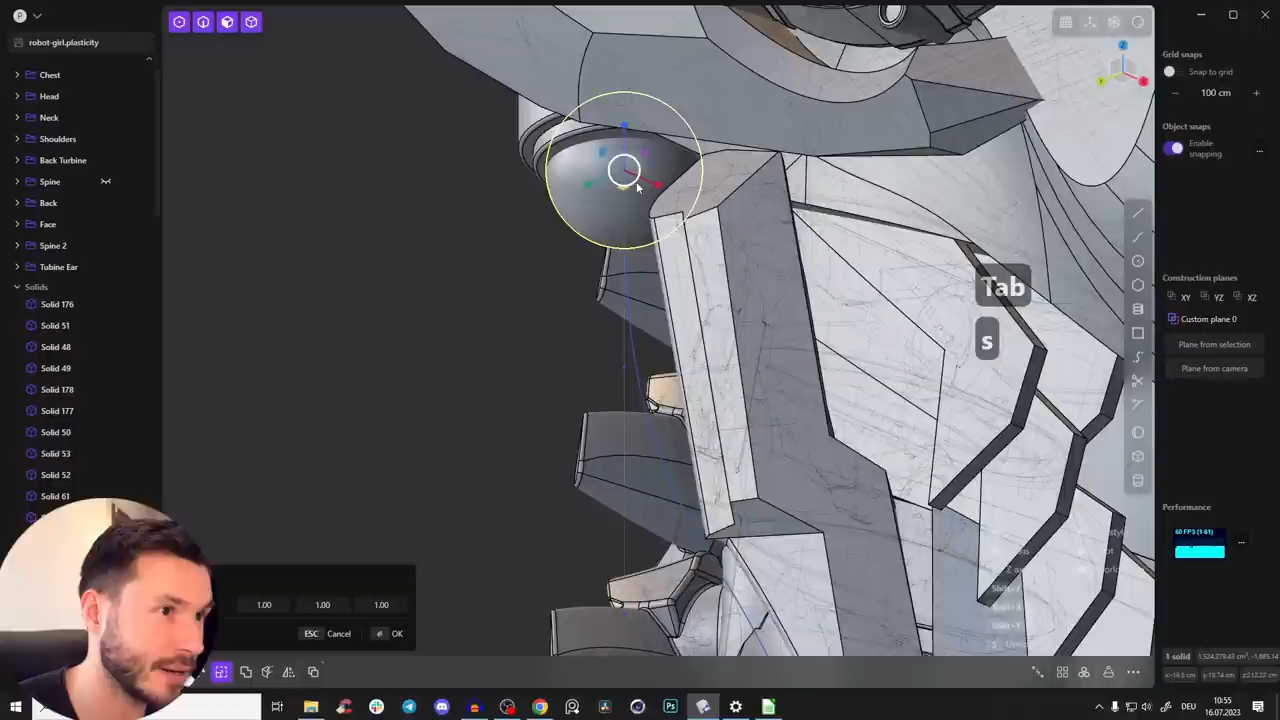 P
robot-girl.plasticity
Chest
Head
Neck
Shoulders
Back Turbine
Spine
Back
Face
Spine 2
Tubine Ear
Solids
Solid 176
Solid 51
Solid 48
Solid 49
Solid 178
Solid 177
Solid 50
Solid 53
Solid 52
Solid 61
1.00 1.00 1.00
ESC Cancel OK
Tab
s
Z
X
Y
Grid snaps
Snap to grid
100 cm
Object snaps
Enable
snapping
Construction planes
XY YZ XZ
Custom plane 0
Plane from selection
Plane from camera
Performance
60 FPS (1-61)
1 solid
DEU
10:55
16.07.2023